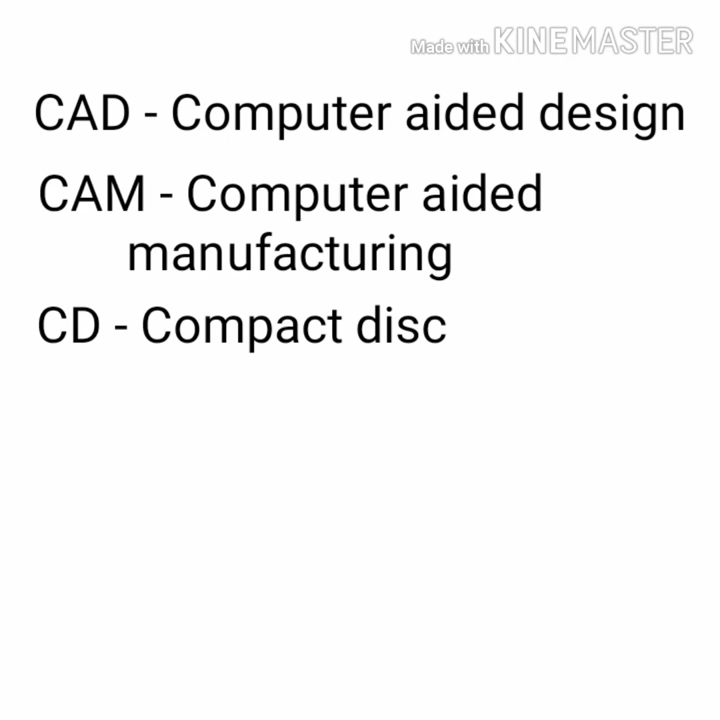 Made with KINEMASTER
CAD - Computer aided design
CAM - Computer aided
manufacturing
CD - Compact disc